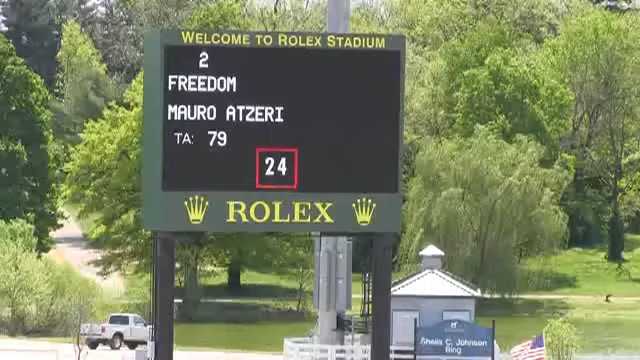 WELCOME TO ROLEX STADIUM
2
FREEDOM
MAURO ATZERI
TA: 79
24
ROLEX
Sheila C. Johnson
Ring